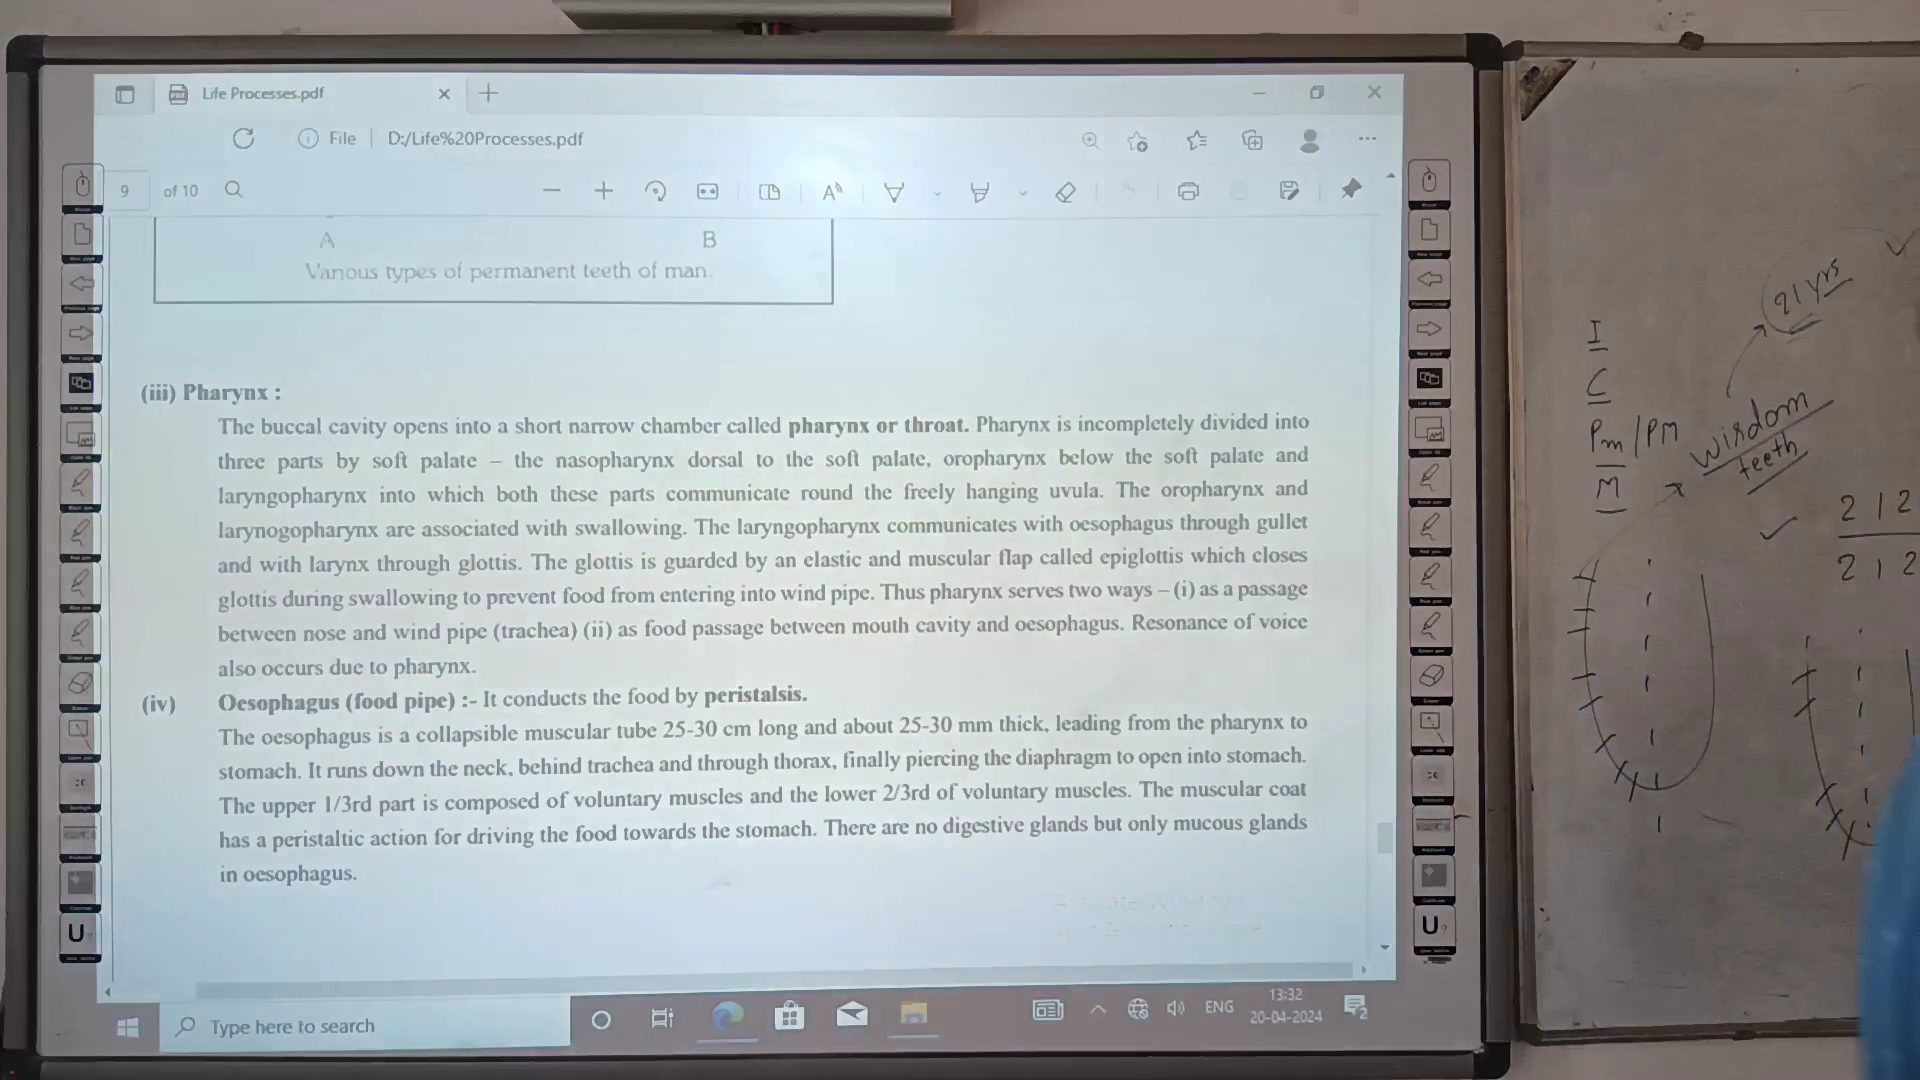 Life Processes.pdf
File
D:/Life%20Processes.pdf
9 of 10
A B
Various types of permanent teeth of man.
(iii) Pharynx :
The buccal cavity opens into a short narrow chamber called pharynx or throat. Pharynx is incompletely divided into
three parts by soft palate – the nasopharynx dorsal to the soft palate, oropharynx below the soft palate and
laryngopharynx into which both these parts communicate round the freely hanging uvula. The oropharynx and
larynogopharynx are associated with swallowing. The laryngopharynx communicates with oesophagus through gullet
and with larynx through glottis. The glottis is guarded by an elastic and muscular flap called epiglottis which closes
glottis during swallowing to prevent food from entering into wind pipe. Thus pharynx serves two ways – (i) as a passage
between nose and wind pipe (trachea) (ii) as food passage between mouth cavity and oesophagus. Resonance of voice
also occurs due to pharynx.
(iv) Oesophagus (food pipe) :- It conducts the food by peristalsis.
The oesophagus is a collapsible muscular tube 25-30 cm long and about 25-30 mm thick, leading from the pharynx to
stomach. It runs down the neck, behind trachea and through thorax, finally piercing the diaphragm to open into stomach.
The upper 1/3rd part is composed of voluntary muscles and the lower 2/3rd of voluntary muscles. The muscular coat
has a peristaltic action for driving the food towards the stomach. There are no digestive glands but only mucous glands
in oesophagus.
Type here to search
ENG
13:32
20-04-2024
21 yrs
I
C
Pm / PM
M
wisdom
teeth
2 1 2
2 1 2